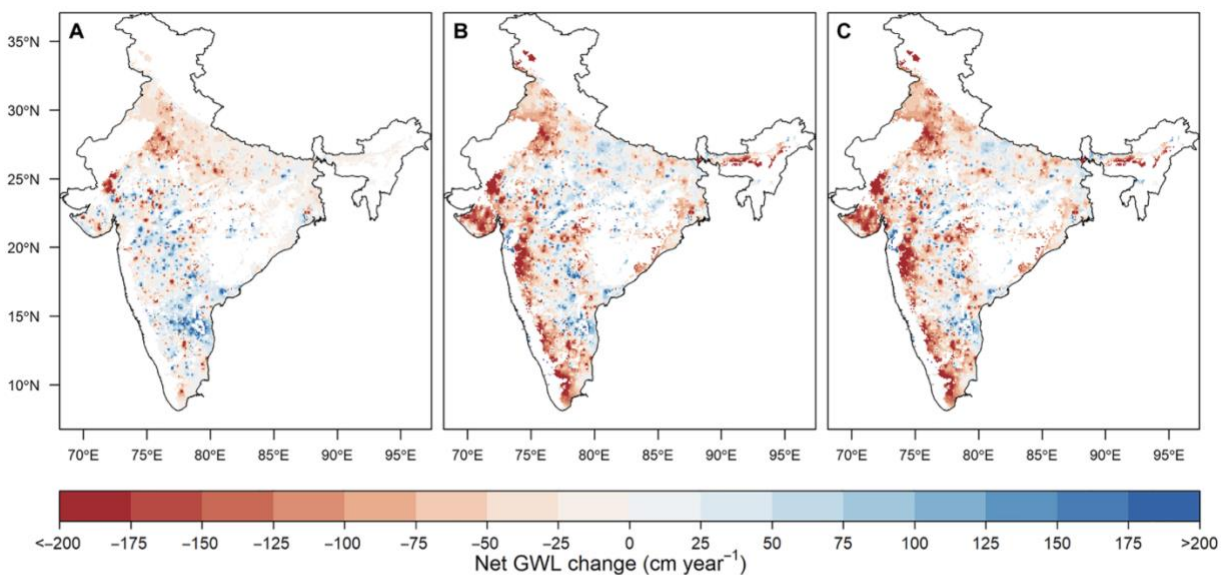 A
B
C
35°N
30°N
25°N
20°N
15°N
10°N
70°E 75°E 80°E 85°E 90°E 95°E
70°E 75°E 80°E 85°E 90°E 95°E
70°E 75°E 80°E 85°E 90°E 95°E
<−200 −175 −150 −125 −100 −75 −50 −25 0 25 50 75 100 125 150 175 >200
Net GWL change (cm year⁻¹)